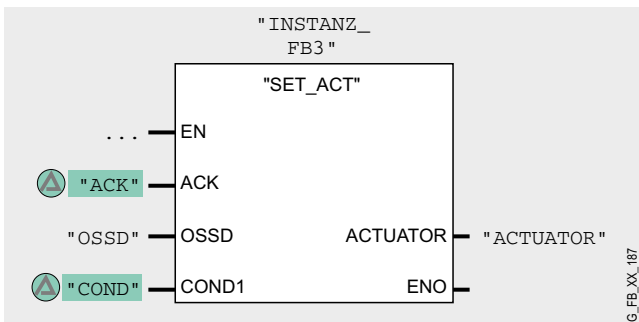 "INSTANZ_
FB3"
"SET_ACT"
... EN
"ACK" ACK
"OSSD" OSSD ACTUATOR "ACTUATOR"
"COND" COND1 ENO
G_FB_XX_187